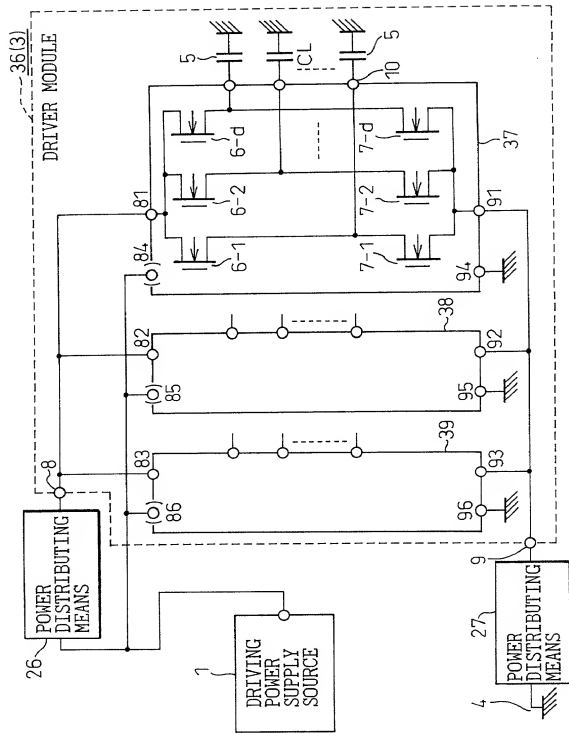 36(3)
DRIVER MODULE
5
CL
5
10
6-d
7-d
37
6-2
7-2
81
91
6-1
7-1
84
94
82
92
38
85
95
83
93
39
86
96
8
9
POWER
DISTRIBUTING
MEANS
26
1
DRIVING
POWER
SUPPLY
SOURCE
27
POWER
DISTRIBUTING
MEANS
4